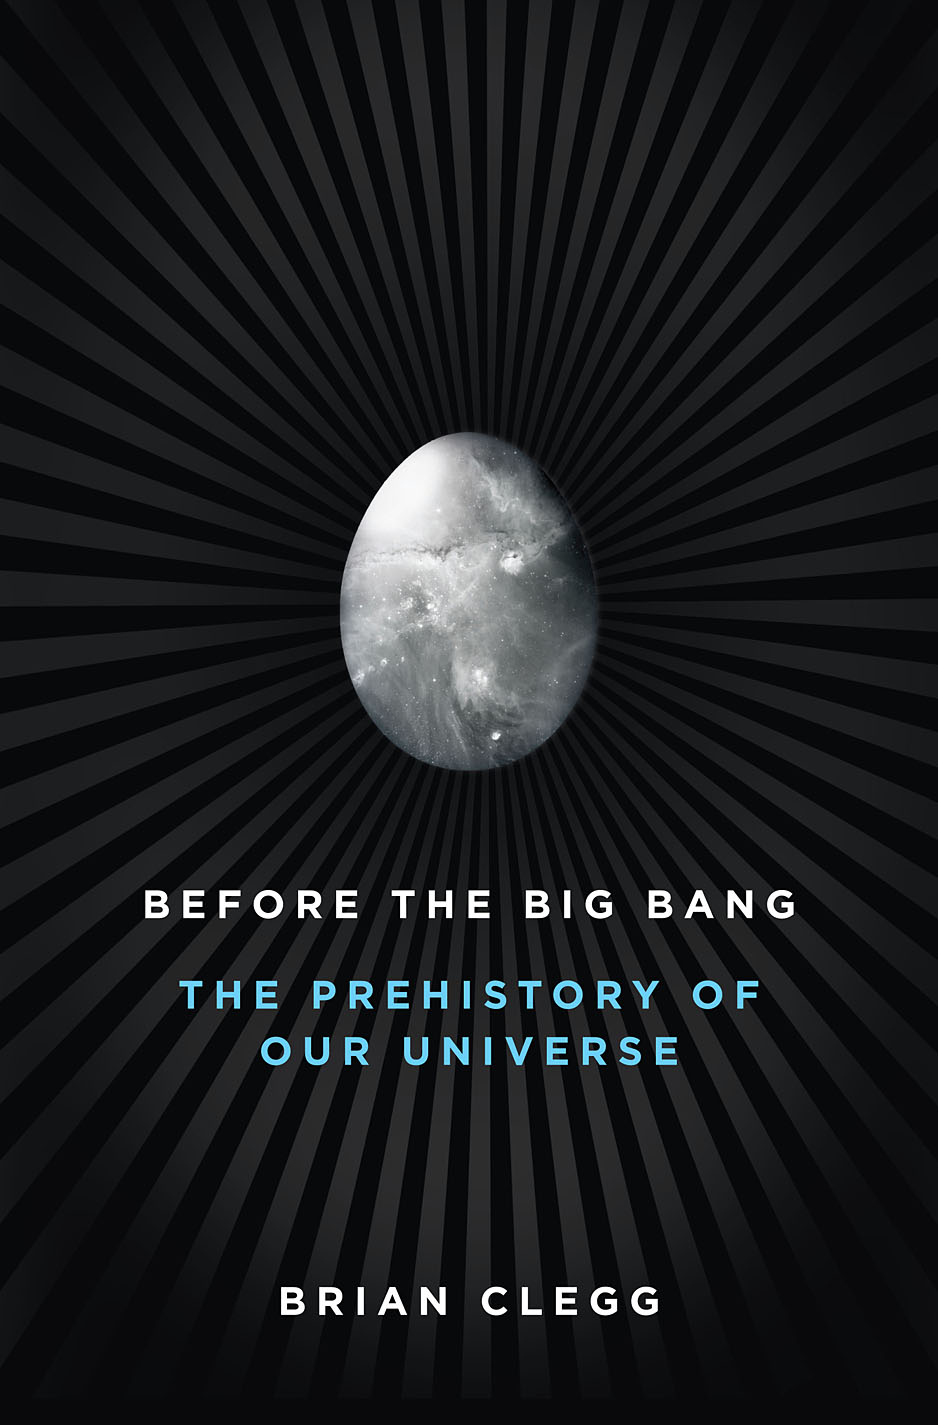 BEFORE THE BIG BANG
THE PREHISTORY OF
OUR UNIVERSE
BRIAN CLEGG